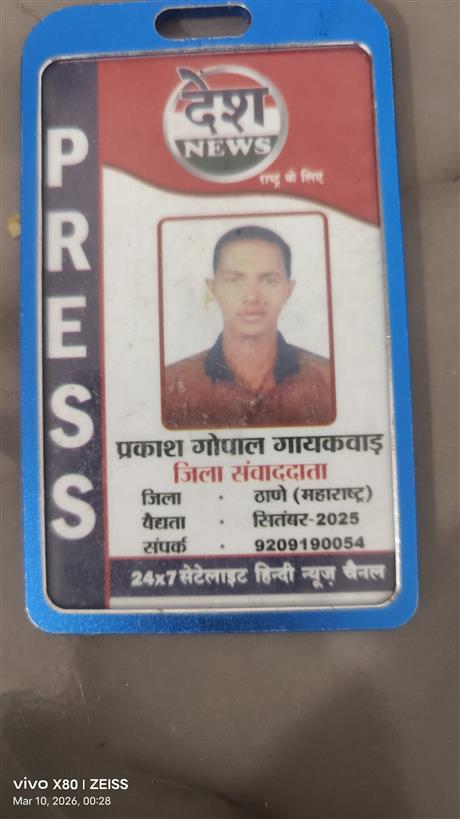 PRESS
देश
NEWS
राष्ट्र के लिए
प्रकाश गोपाल गायकवाड़
जिला संवाददाता
जिला · ठाणे (महाराष्ट्र)
वैद्यता · सितंबर-2025
संपर्क · 9209190054
24x7 सेटेलाइट हिन्दी न्यूज़ चैनल
vivo X80 | ZEISS
Mar 10, 2026, 00:28